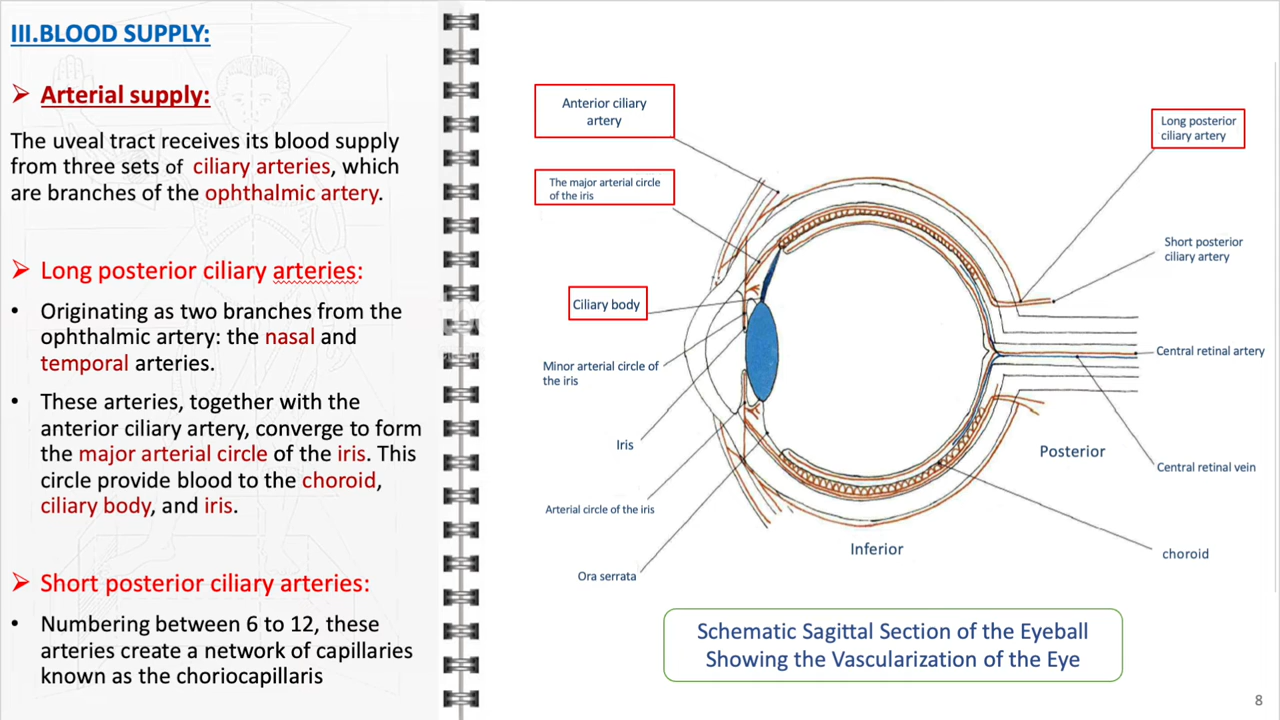 III.BLOOD SUPPLY:
➢ Arterial supply:
The uveal tract receives its blood supply
from three sets of ciliary arteries, which
are branches of the ophthalmic artery.
➢ Long posterior ciliary arteries:
• Originating as two branches from the
ophthalmic artery: the nasal and
temporal arteries.
• These arteries, together with the
anterior ciliary artery, converge to form
the major arterial circle of the iris. This
circle provide blood to the choroid,
ciliary body, and iris.
➢ Short posterior ciliary arteries:
• Numbering between 6 to 12, these
arteries create a network of capillaries
known as the choriocapillaris
Anterior ciliary
artery
The major arterial circle
of the iris
Ciliary body
Minor arterial circle of
the iris
Iris
Arterial circle of the iris
Ora serrata
Long posterior
ciliary artery
Short posterior
ciliary artery
Central retinal artery
Posterior
Central retinal vein
Inferior
choroid
Schematic Sagittal Section of the Eyeball
Showing the Vascularization of the Eye
8